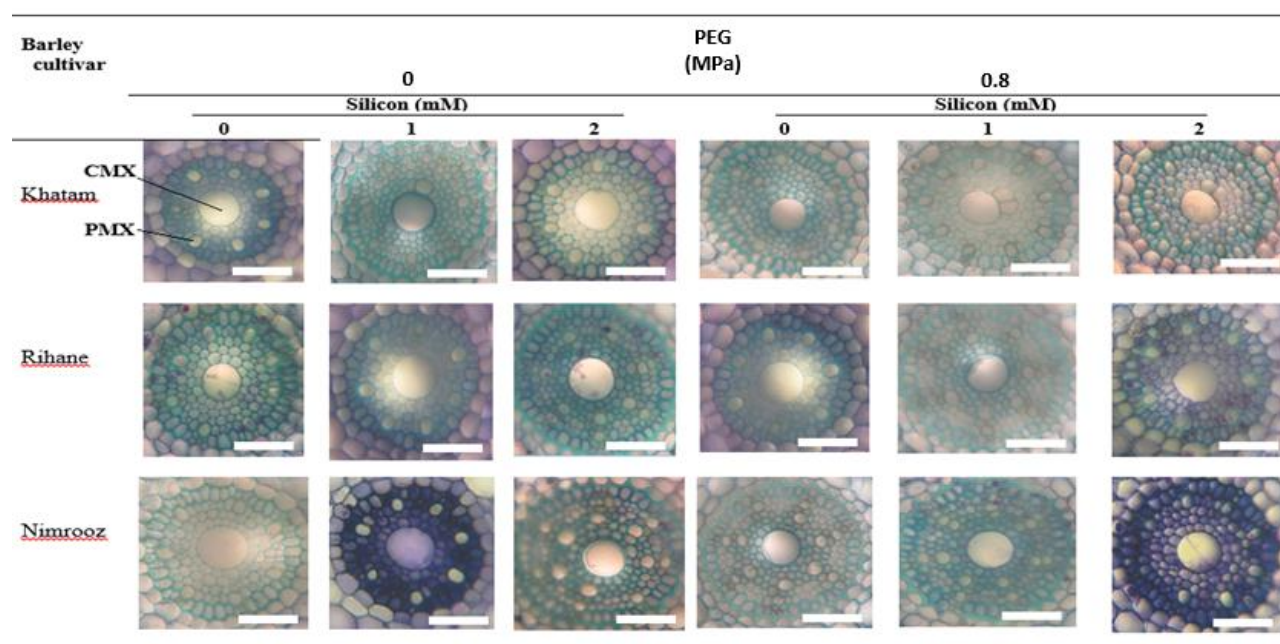 Barley
cultivar
PEG
(MPa)
0
0.8
Silicon (mM)
Silicon (mM)
0
1
2
0
1
2
CMX
Khatam
PMX
Rihane
Nimrooz